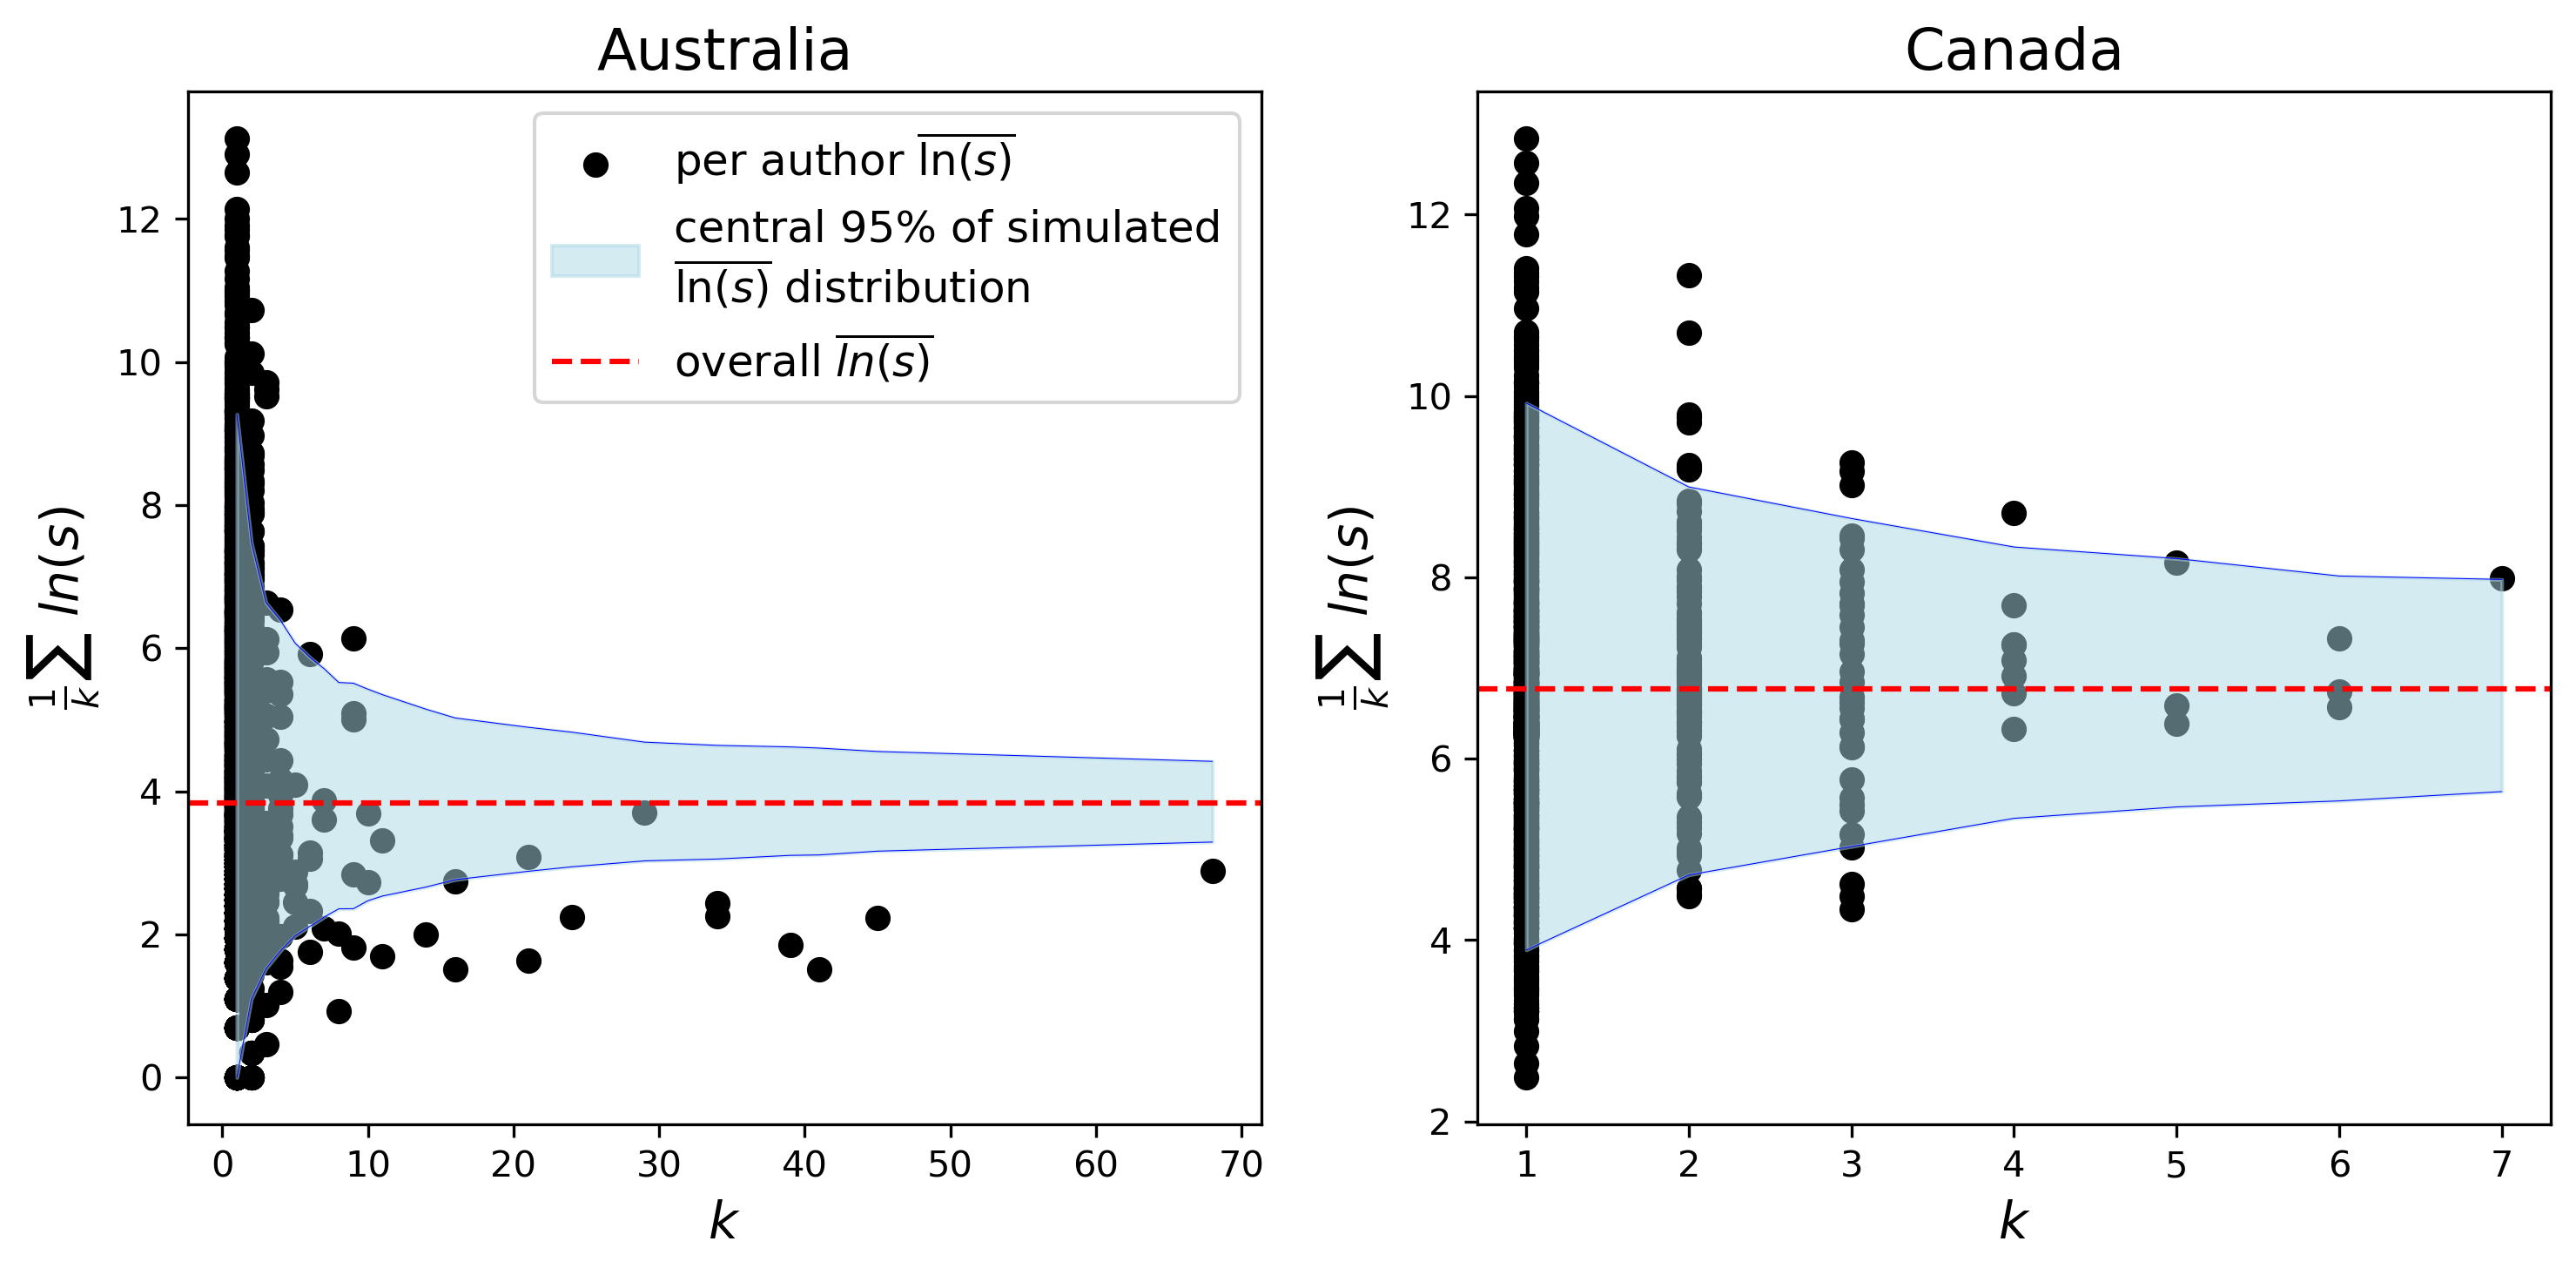 Australia
per author ln(s)
central 95% of simulated
ln(s) distribution
overall ln(s)
12
10
8
6
4
2
0
1/k ∑ ln(s)
0 10 20 30 40 50 60 70
k
Canada
12
10
8
6
4
2
1/k ∑ ln(s)
1 2 3 4 5 6 7
k